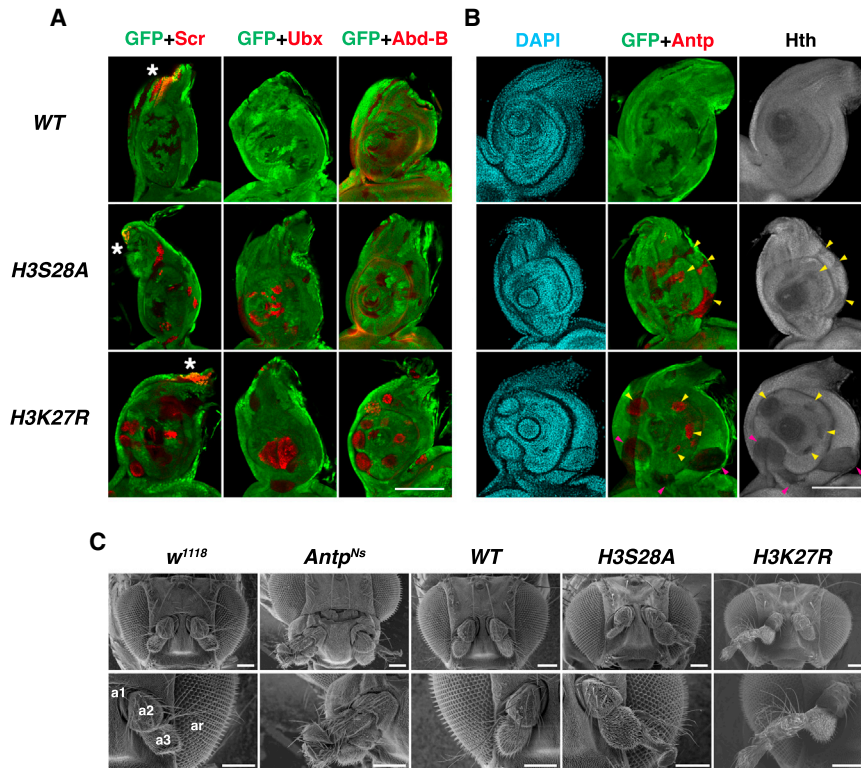 A
B
GFP+Scr GFP+Ubx GFP+Abd-B
DAPI GFP+Antp Hth
*
WT
*
H3S28A
*
H3K27R
C
w1118 AntpNs WT H3S28A H3K27R
a1
a2
ar
a3